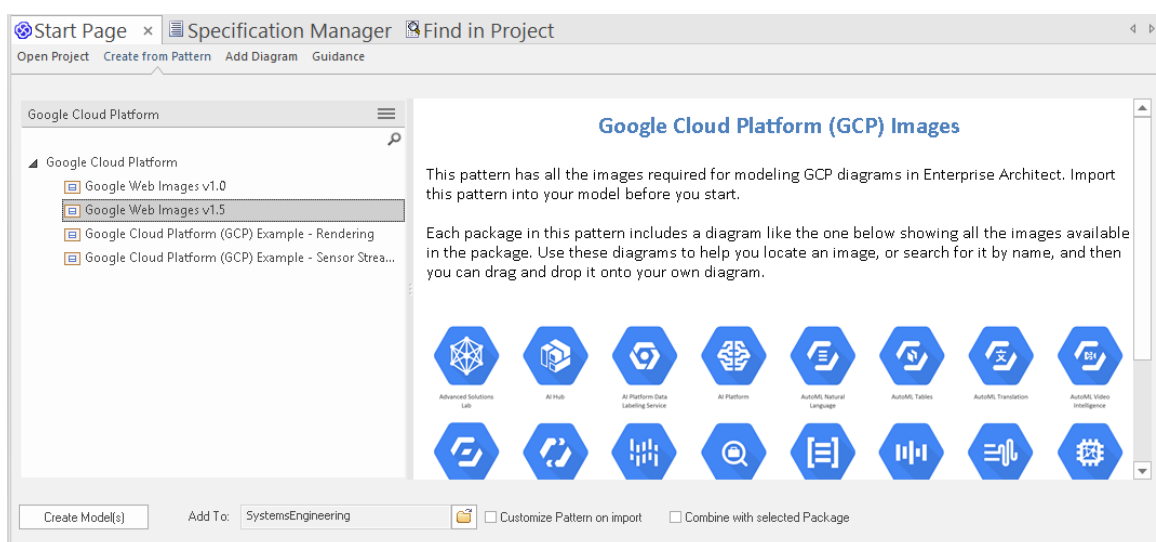 Start Page × Specification Manager Find in Project
Open Project Create from Pattern Add Diagram Guidance
Google Cloud Platform
Google Cloud Platform
Google Web Images v1.0
Google Web Images v1.5
Google Cloud Platform (GCP) Example - Rendering
Google Cloud Platform (GCP) Example - Sensor Strea...
Google Cloud Platform (GCP) Images
This pattern has all the images required for modeling GCP diagrams in Enterprise Architect. Import
this pattern into your model before you start.
Each package in this pattern includes a diagram like the one below showing all the images available
in the package. Use these diagrams to help you locate an image, or search for it by name, and then
you can drag and drop it onto your own diagram.
Advanced Solutions
Lab
AI Hub
AI Platform Data
Labeling Service
AI Platform
AutoML Natural
Language
AutoML Tables
AutoML Translation
AutoML Video
Intelligence
Create Model(s) Add To: SystemsEngineering Customize Pattern on import Combine with selected Package